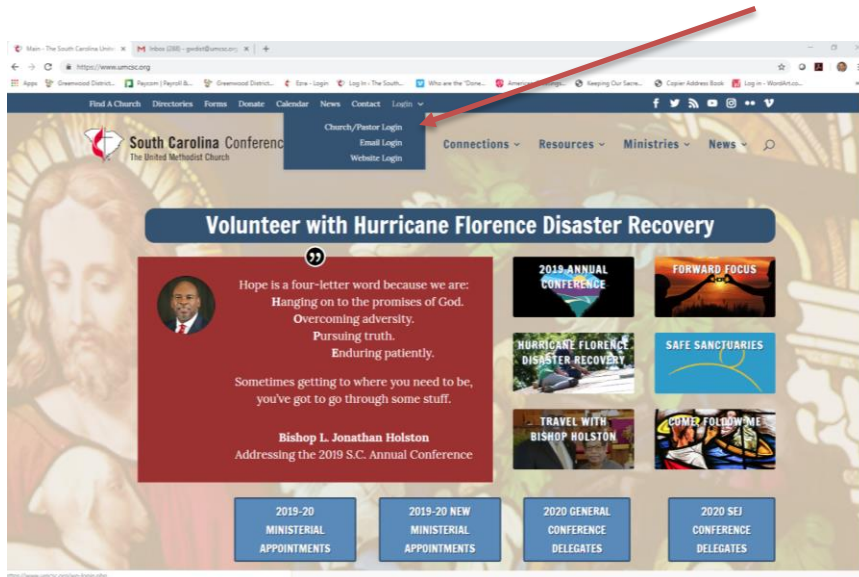 Main - The South Carolina Unite
https://www.umcsc.org
Apps
Greenwood District...
Paycom | Payroll &...
Greenwood District...
Ezra - Login
Log In - The South...
Who are the "Done...
Keeping Our Sacre...
Copier Address Book
Log in - WordArt.co...
Find A Church Directories Forms Donate Calendar News Contact Login
Church/Pastor Login
Email Login
Website Login
South Carolina Conferenc
The United Methodist Church
Connections Resources Ministries News
Volunteer with Hurricane Florence Disaster Recovery
Hope is a four-letter word because we are:
Hanging on to the promises of God.
Overcoming adversity.
Pursuing truth.
Enduring patiently.
Sometimes getting to where you need to be,
you've got to go through some stuff.
Bishop L. Jonathan Holston
Addressing the 2019 S.C. Annual Conference
2019 ANNUAL
CONFERENCE
FORWARD FOCUS
HURRICANE FLORENCE
DISASTER RECOVERY
SAFE SANCTUARIES
TRAVEL WITH
BISHOP HOLSTON
COME, FOLLOW ME
2019-20
MINISTERIAL
APPOINTMENTS
2019-20 NEW
MINISTERIAL
APPOINTMENTS
2020 GENERAL
CONFERENCE
DELEGATES
2020 SEJ
CONFERENCE
DELEGATES